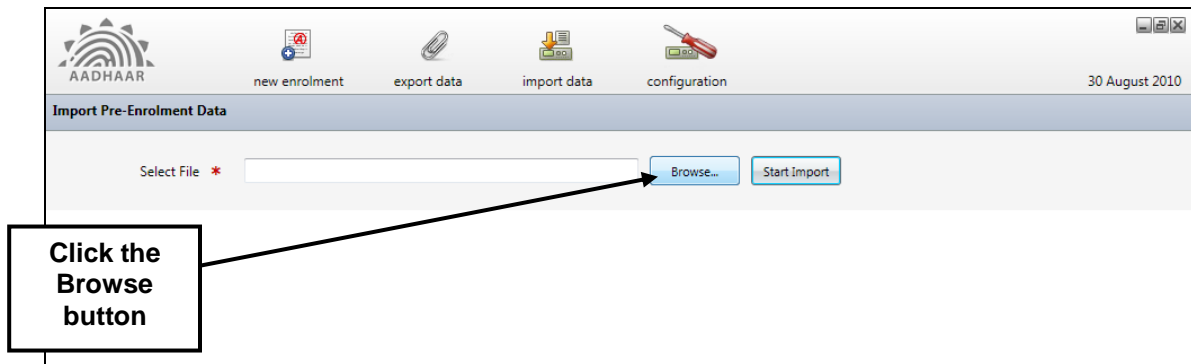 AADHAAR
new enrolment
export data
import data
configuration
30 August 2010
Import Pre-Enrolment Data
Select File *
Browse...
Start Import
Click the
Browse
button